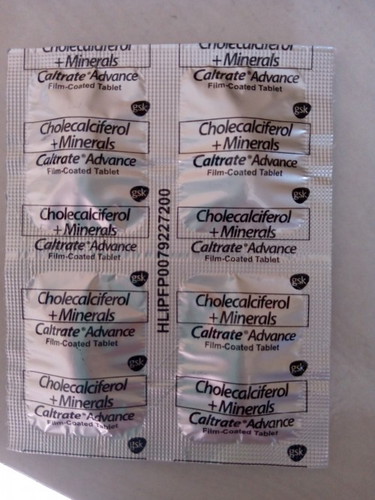 Cholecalciferol
+ Minerals
Caltrate® Advance
Film-Coated Tablet
gsk
Cholecalciferol
+ Minerals
Caltrate® Advance
Film-Coated Tablet
gsk
Cholecalciferol
+ Minerals
Caltrate® Advance
Film-Coated Tablet
gsk
Cholecalciferol
+ Minerals
Caltrate® Advance
Film-Coated Tablet
gsk
Cholecalciferol
+ Minerals
Caltrate® Advance
Film-Coated Tablet
gsk
HLIPFP0079227200
Cholecalciferol
+ Minerals
Caltrate® Advance
Film-Coated Tablet
gsk
Cholecalciferol
+ Minerals
Caltrate® Advance
Film-Coated Tablet
gsk
Cholecalciferol
+ Minerals
Caltrate® Advance
Film-Coated Tablet
gsk
Cholecalciferol
+ Minerals
Caltrate® Advance
Film-Coated Tablet
gsk
Cholecalciferol
+ Minerals
Caltrate® Advance
Film-Coated Tablet
gsk